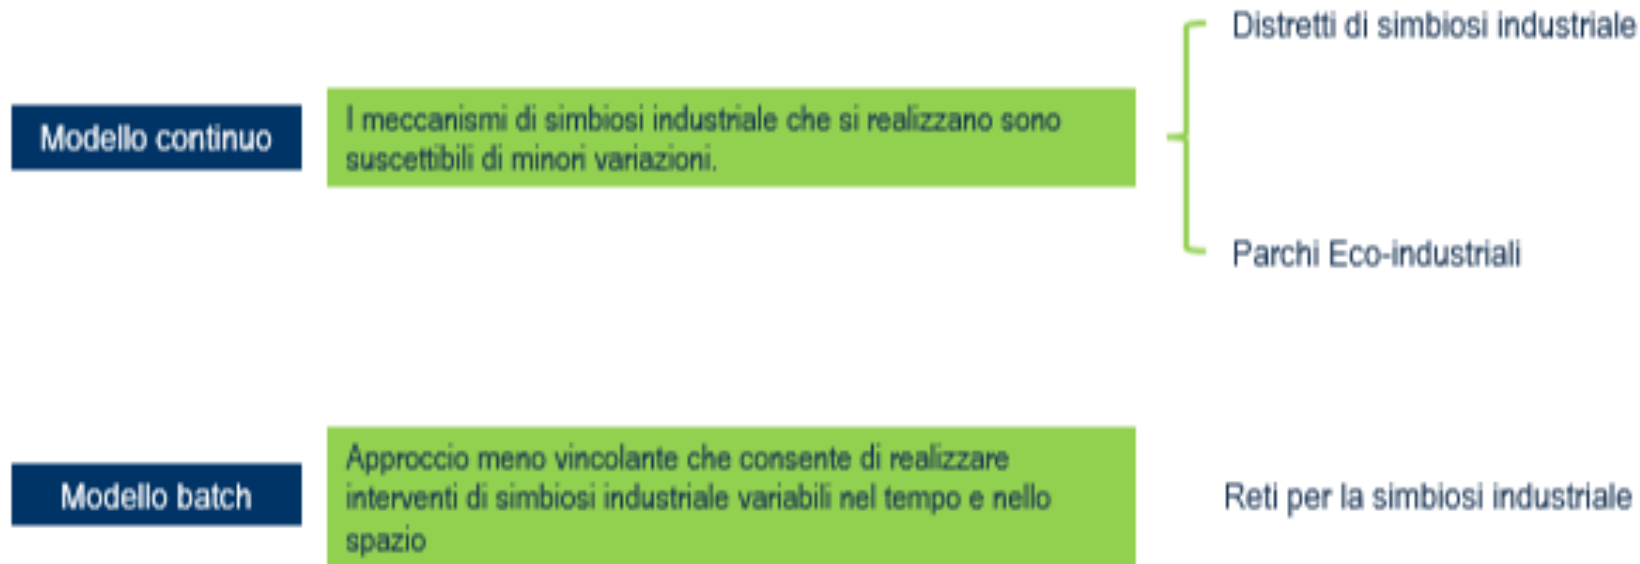 Distretti di simbiosi industriale
Modello continuo
I meccanismi di simbiosi industriale che si realizzano sono
suscettibili di minori variazioni.
Parchi Eco-industriali
Modello batch
Approccio meno vincolante che consente di realizzare
interventi di simbiosi industriale variabili nel tempo e nello
spazio
Reti per la simbiosi industriale